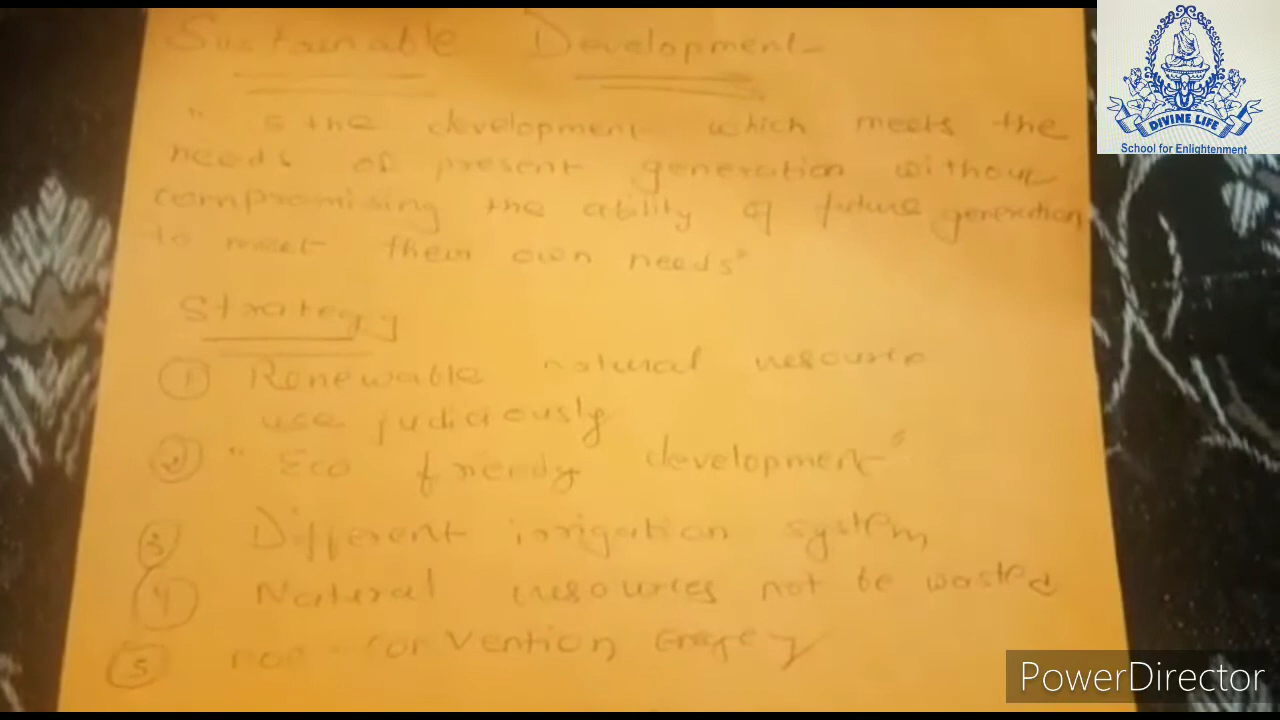 Sustainable Development
" is the development which meets the
needs of present generation without
compromising the ability of future generation
to meet their own needs"
Strategy
① Renewable natural resource
use judiciously
② " Eco freedy development "
③ Different irrigation system
④ Natural resources not be wasted
⑤ non-convention Energy
DIVINE LIFE
School for Enlightenment
PowerDirector